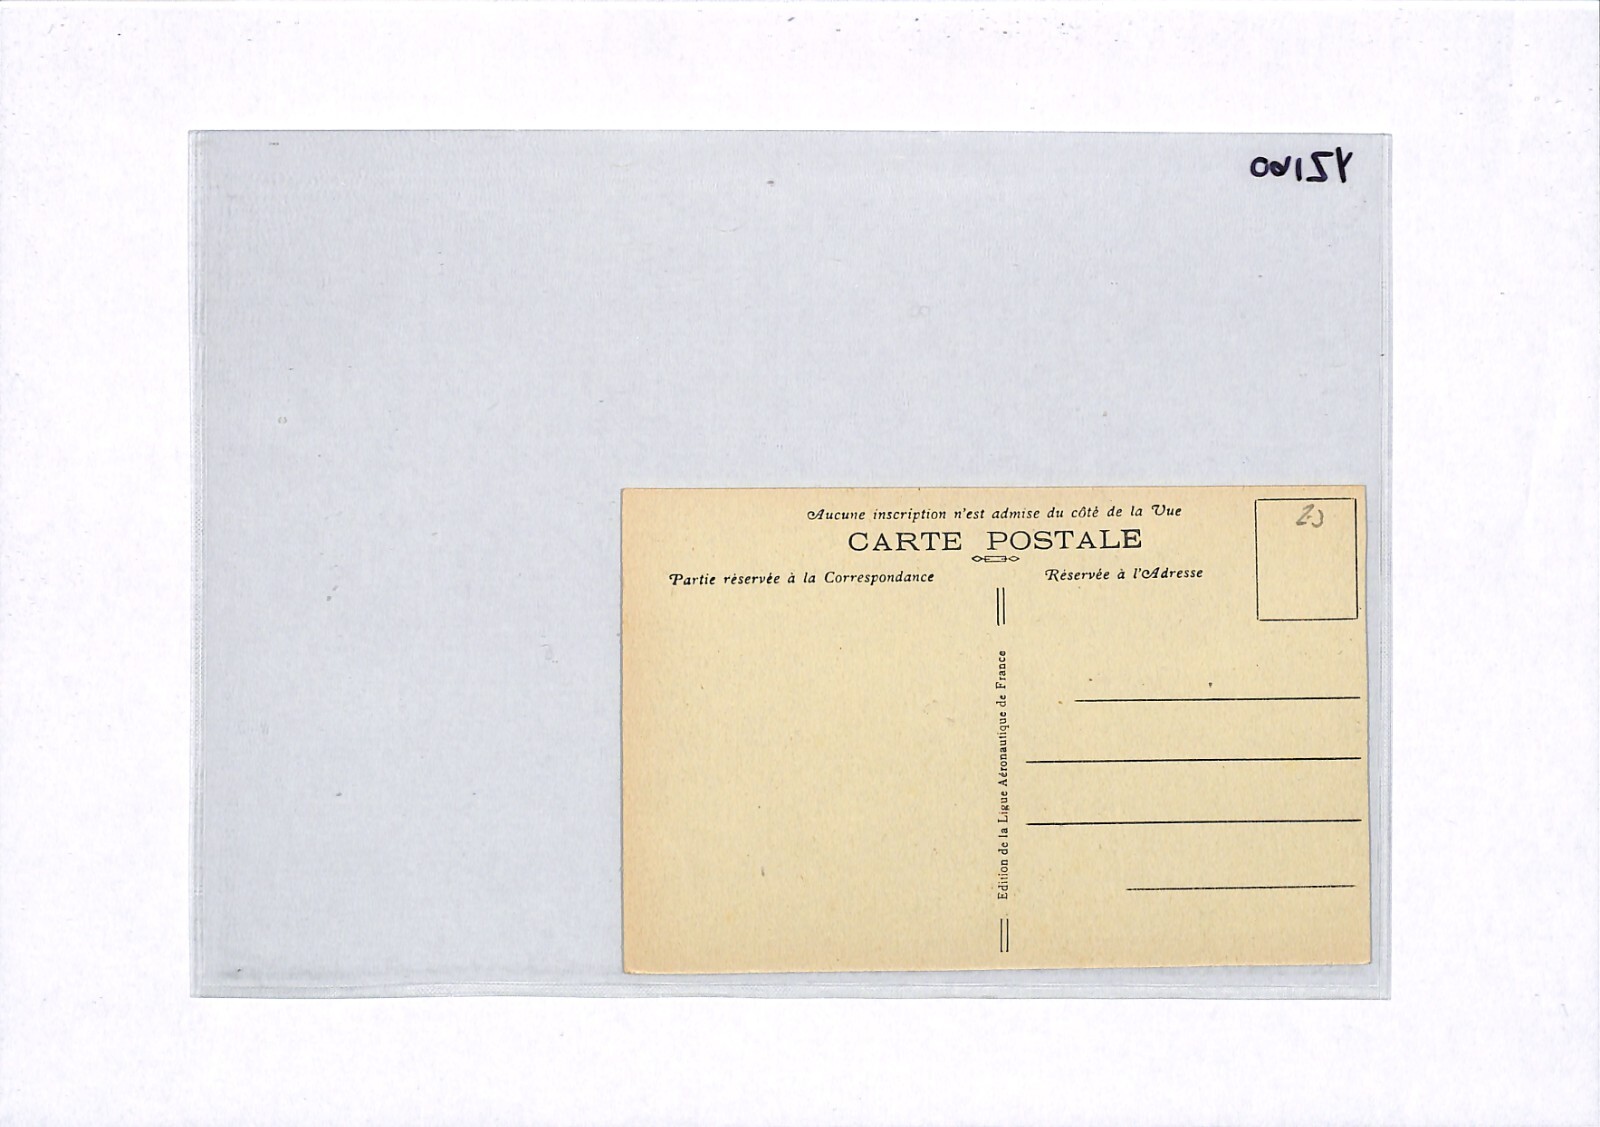 Aucune inscription n'est admise du côté de la Vue
CARTE POSTALE
Partie réservée à la Correspondance
Réservée à l'Adresse
Edition de la Ligue Aéronautique de France